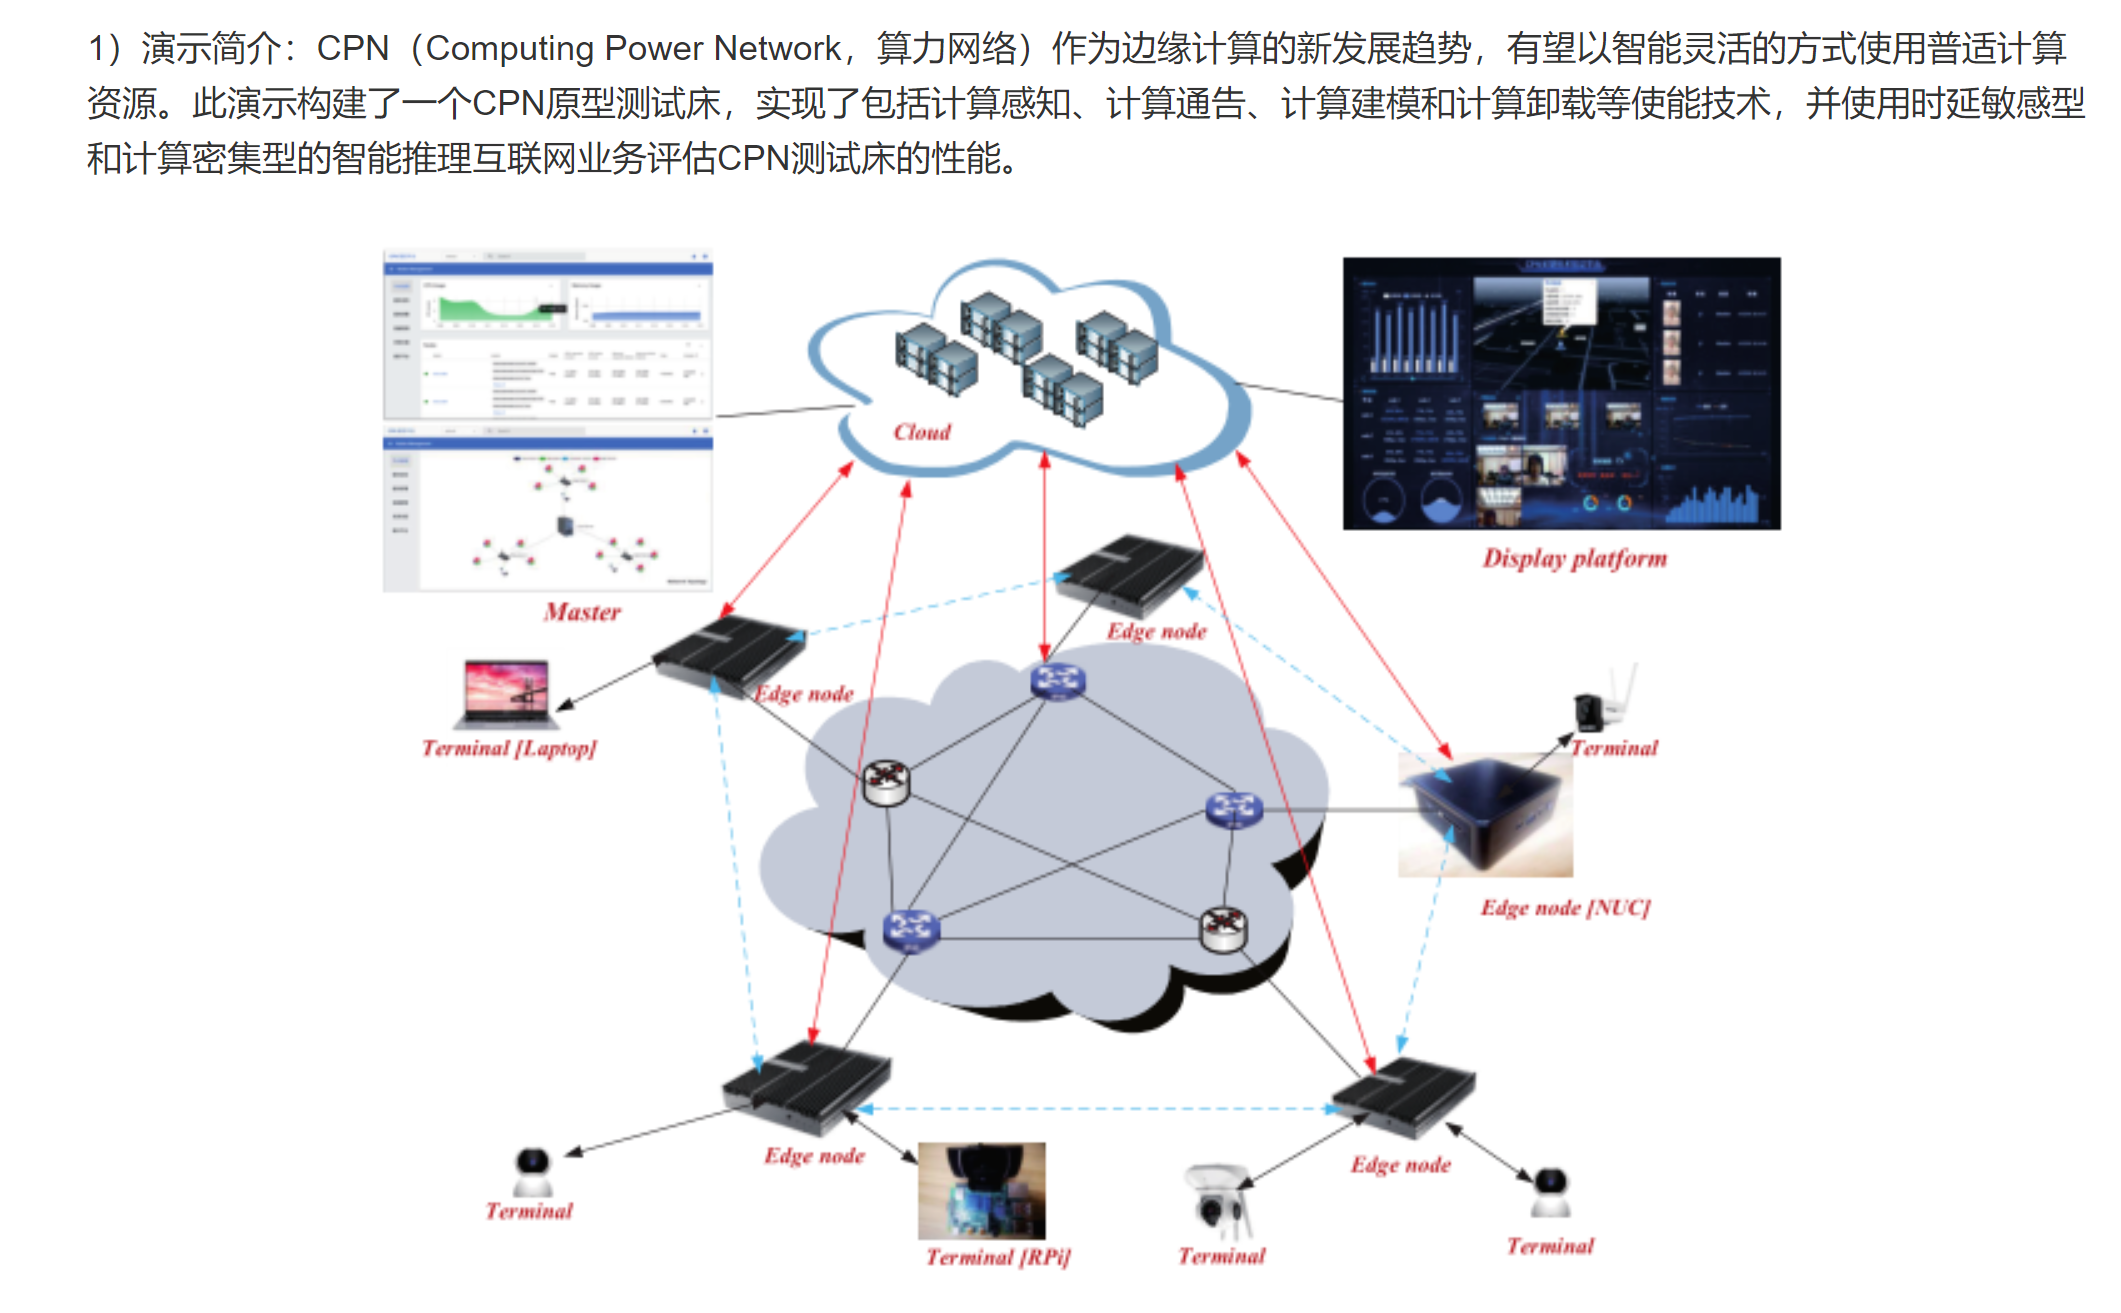 1）演示简介：CPN（Computing Power Network，算力网络）作为边缘计算的新发展趋势，有望以智能灵活的方式使用普适计算
资源。此演示构建了一个CPN原型测试床，实现了包括计算感知、计算通告、计算建模和计算卸载等使能技术，并使用时延敏感型
和计算密集型的智能推理互联网业务评估CPN测试床的性能。
Cloud
Display platform
Master
Edge node
Edge node
Terminal [Laptop]
Terminal
Edge node [NUC]
Edge node
Edge node
Terminal
Terminal [RPi]
Terminal
Terminal